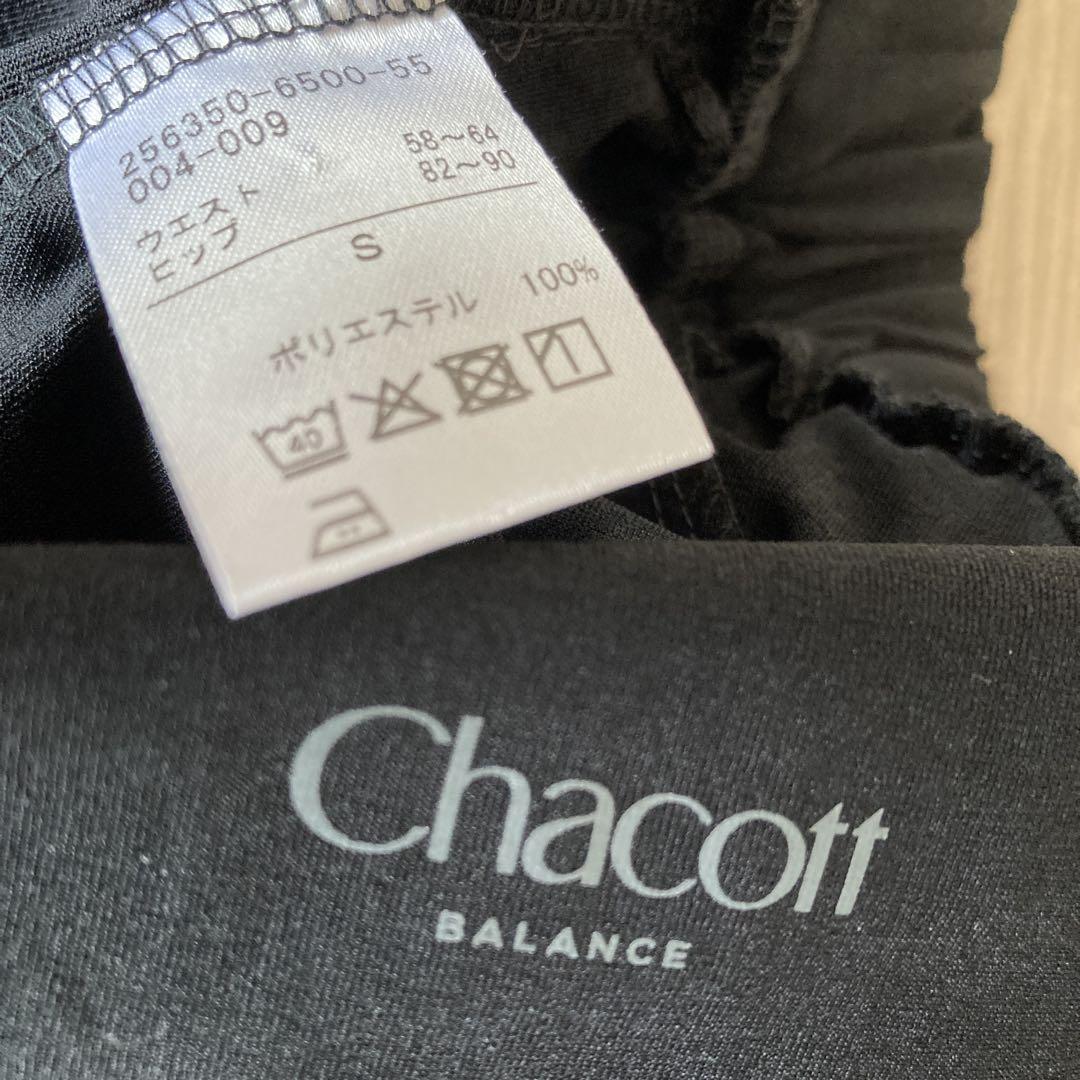 256350-6500-55
004-009
ウエスト 58～64
ヒップ 82～90
S
ポリエステル 100%
40
Chacott
BALANCE